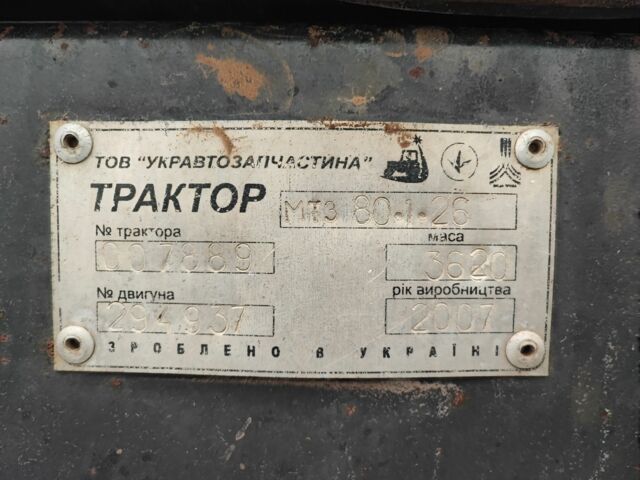 ТОВ "УКРАВТОЗАПЧАСТИНА"
ТРАКТОР МТЗ 80.1.26
№ трактора маса
007889 3620
№ двигуна рік виробництва
294937 2007
ЗРОБЛЕНО В УКРАЇНІ